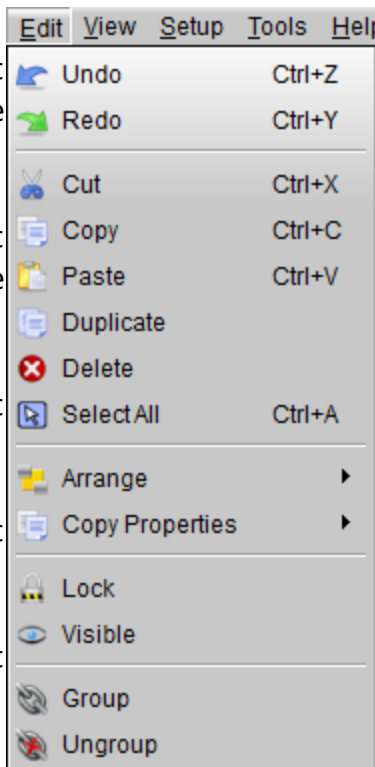 Edit View Setup Tools Help
Undo Ctrl+Z
Redo Ctrl+Y
Cut Ctrl+X
Copy Ctrl+C
Paste Ctrl+V
Duplicate
Delete
Select All Ctrl+A
Arrange
Copy Properties
Lock
Visible
Group
Ungroup